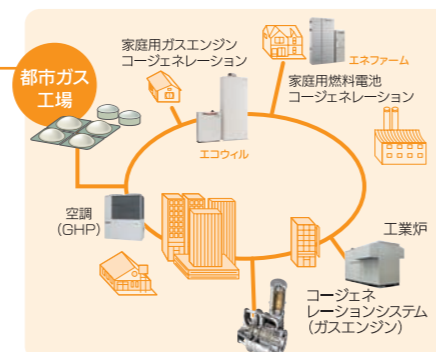 都市ガス
工場
家庭用ガスエンジン
コージェネレーション
エコウィル
エネファーム
家庭用燃料電池
コージェネレーション
空調
(GHP)
工業炉
コージェネ
レーションシステム
(ガスエンジン)